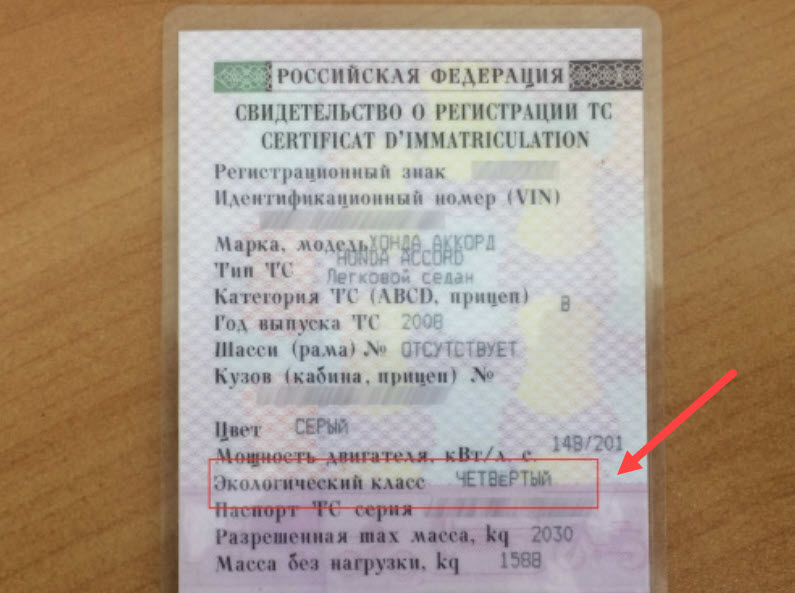 РОССИЙСКАЯ ФЕДЕРАЦИЯ
СВИДЕТЕЛЬСТВО О РЕГИСТРАЦИИ ТС
CERTIFICAT D'IMMATRICULATION
Регистрационный знак
Идентификационный номер (VIN)
Марка, модель ХОНДА АККОРД
HONDA ACCORD
Тип ТС Легковой седан
Категория ТС (ABCD, прицеп) B
Год выпуска ТС 2008
Шасси (рама) № ОТСУТСТВУЕТ
Кузов (кабина, прицеп) №
Цвет СЕРЫЙ
Мощность двигателя, кВт/л. с. 148/201
Экологический класс ЧЕТВеРТЫЙ
Паспорт ТС серия
Разрешенная max масса, kq 2030
Масса без нагрузки, kq 1588